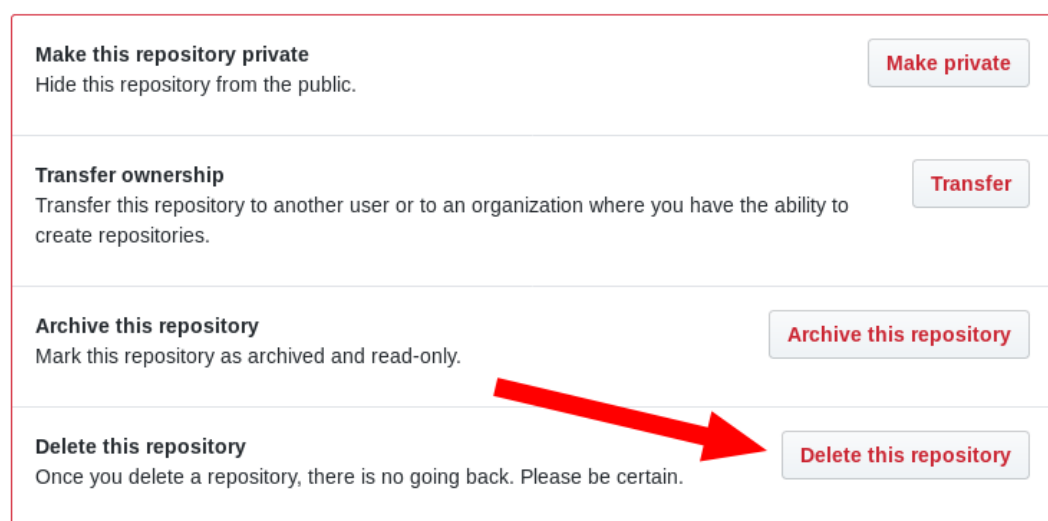 Make this repository private
Make private
Hide this repository from the public.
Transfer ownership
Transfer
Transfer this repository to another user or to an organization where you have the ability to
create repositories.
Archive this repository
Archive this repository
Mark this repository as archived and read-only.
Delete this repository
Delete this repository
Once you delete a repository, there is no going back. Please be certain.